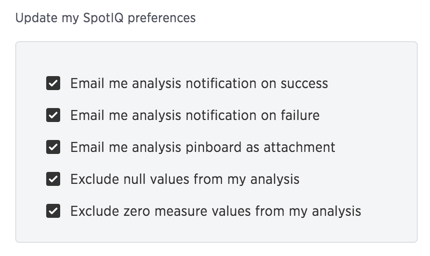 Update my SpotIQ preferences
Email me analysis notification on success
Email me analysis notification on failure
Email me analysis pinboard as attachment
Exclude null values from my analysis
Exclude zero measure values from my analysis